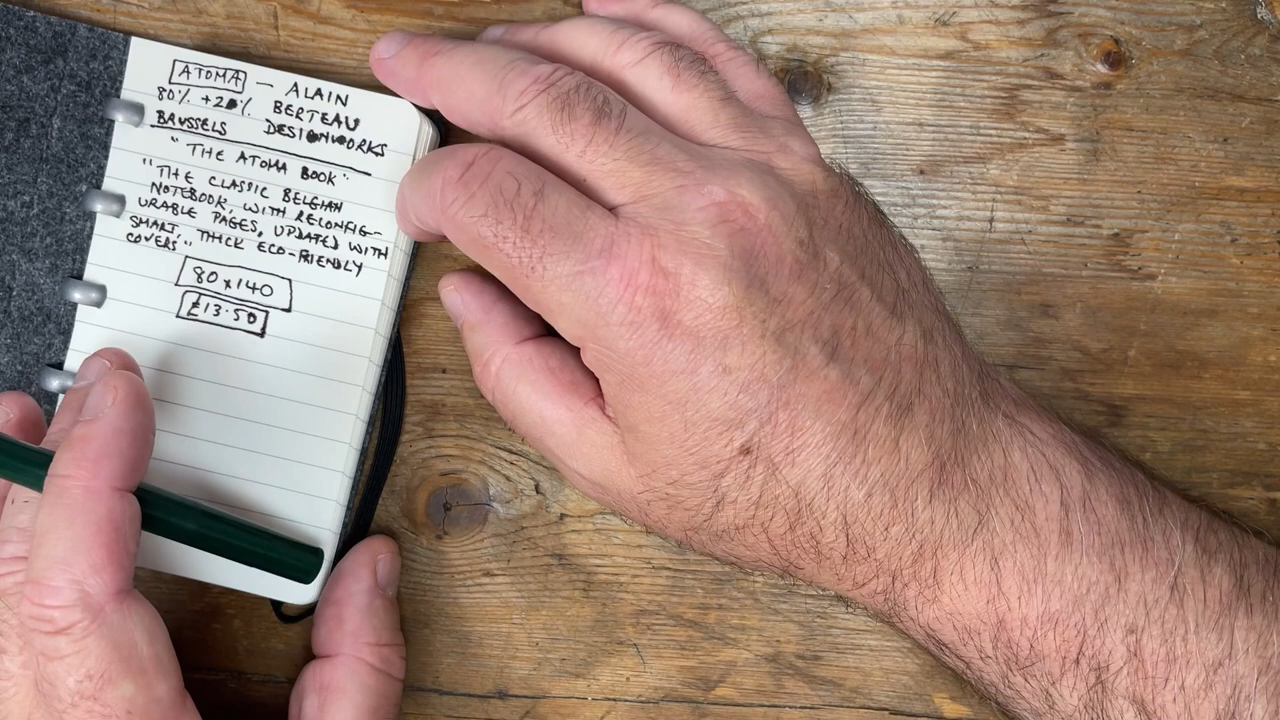 ATOMA — ALAIN
80% + 20% BERTEAU
BRUSSELS DESIGNWORKS
"THE ATOMA BOOK"
"THE CLASSIC BELGIAN
NOTEBOOK, WITH RECONFIG-
URABLE PAGES, UPDATED WITH
SMART, THICK ECO-FRIENDLY
COVERS".
80 x 140
£13.50